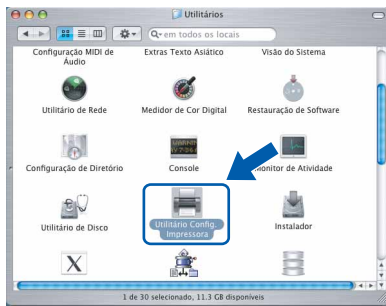 Utilitários
em todos os locais
Configuração MIDI de
Áudio
Extras Texto Asiático
Visão do Sistema
Utilitário de Rede
Medidor de Cor Digital
Restauração de Software
Configuração de Diretório
Console
Monitor de Atividade
Utilitário de Disco
Utilitário Config.
Impressora
Instalador
X
1 de 30 selecionado, 11.3 GB disponíveis